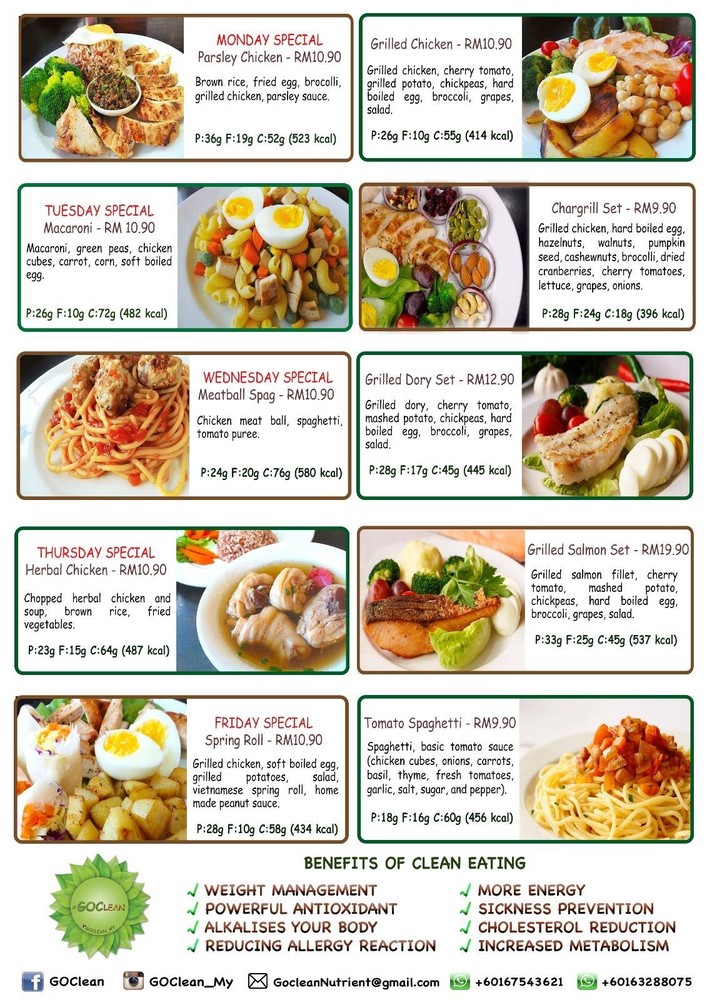 MONDAY SPECIAL
Parsley Chicken - RM10.90
Brown rice, fried egg, brocolli,
grilled chicken, parsley sauce.
P:36g F:19g C:52g (523 kcal)
Grilled Chicken - RM10.90
Grilled chicken, cherry tomato,
grilled potato, chickpeas, hard
boiled egg, broccoli, grapes,
salad.
P:26g F:10g C:55g (414 kcal)
TUESDAY SPECIAL
Macaroni - RM 10.90
Macaroni, green peas, chicken
cubes, carrot, corn, soft boiled
egg.
P:26g F:10g C:72g (482 kcal)
Chargrill Set - RM9.90
Grilled chicken, hard boiled egg,
hazelnuts, walnuts, pumpkin
seed, cashewnuts, brocolli, dried
cranberries, cherry tomatoes,
lettuce, grapes, onions.
P:28g F:24g C:18g (396 kcal)
WEDNESDAY SPECIAL
Meatball Spag - RM10.90
Chicken meat ball, spaghetti,
tomato puree.
P:24g F:20g C:76g (580 kcal)
Grilled Dory Set - RM12.90
Grilled dory, cherry tomato,
mashed potato, chickpeas, hard
boiled egg, broccoli, grapes,
salad.
P:28g F:17g C:45g (445 kcal)
THURSDAY SPECIAL
Herbal Chicken - RM10.90
Chopped herbal chicken and
soup, brown rice, fried
vegetables.
P:23g F:15g C:64g (487 kcal)
Grilled Salmon Set - RM19.90
Grilled salmon fillet, cherry
tomato, mashed potato,
chickpeas, hard boiled egg,
broccoli, grapes, salad.
P:33g F:25g C:45g (537 kcal)
FRIDAY SPECIAL
Spring Roll - RM10.90
Grilled chicken, soft boiled egg,
grilled potatoes, salad,
vietnamese spring roll, home
made peanut sauce.
P:28g F:10g C:58g (434 kcal)
Tomato Spaghetti - RM9.90
Spaghetti, basic tomato sauce
(chicken cubes, onions, carrots,
basil, thyme, fresh tomatoes,
garlic, salt, sugar, and pepper).
P:18g F:16g C:60g (456 kcal)
BENEFITS OF CLEAN EATING
WEIGHT MANAGEMENT
POWERFUL ANTIOXIDANT
ALKALISES YOUR BODY
REDUCING ALLERGY REACTION
MORE ENERGY
SICKNESS PREVENTION
CHOLESTEROL REDUCTION
INCREASED METABOLISM
#GOCLEAN
GOCLEAN_MY
GOClean
GOClean_My
GocleanNutrient@gmail.com
+60167543621
+60163288075